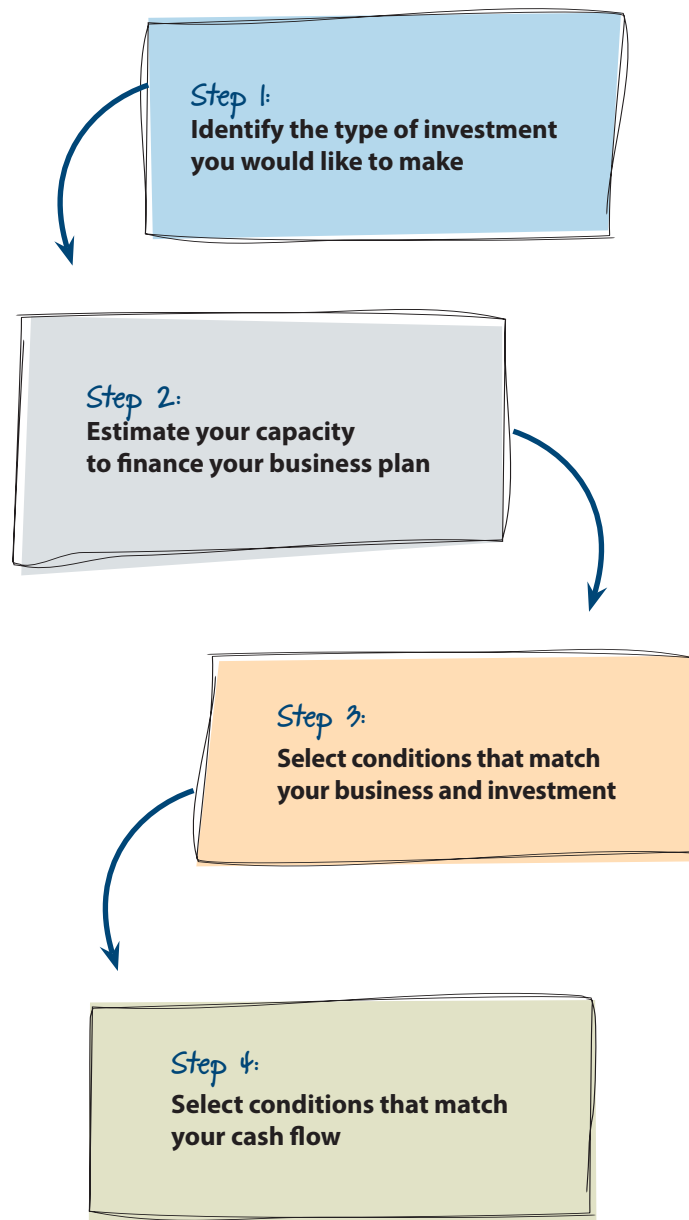 Step 1:
Identify the type of investment
you would like to make
Step 2:
Estimate your capacity
to finance your business plan
Step 3:
Select conditions that match
your business and investment
Step 4:
Select conditions that match
your cash flow